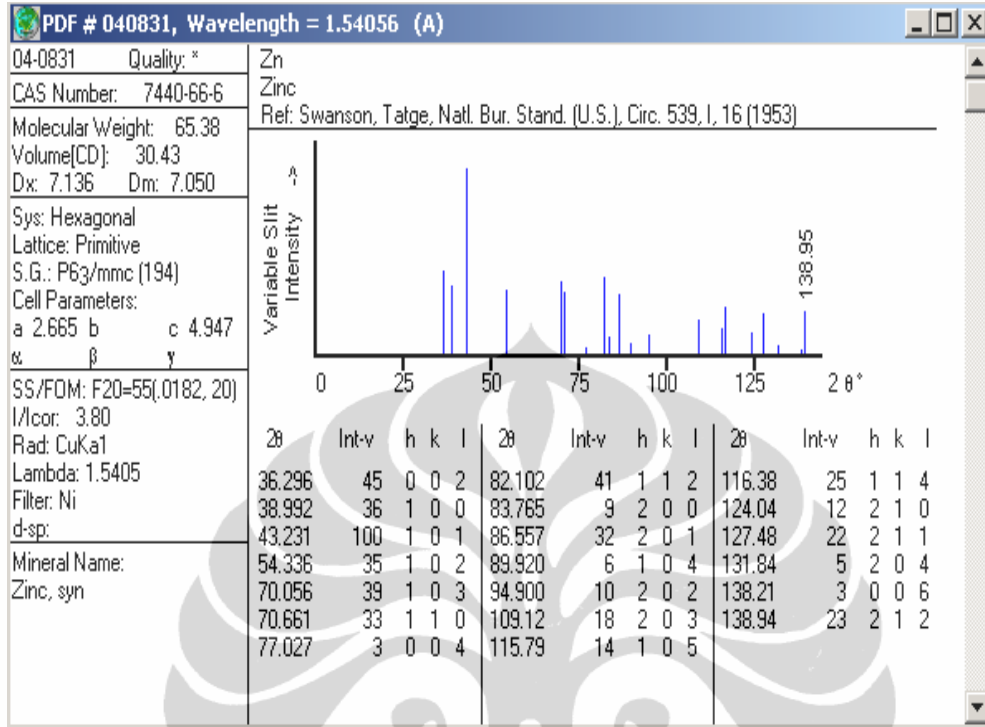 PDF # 040831, Wavelength = 1.54056 (A)
04-0831 Quality: *
CAS Number: 7440-66-6
Molecular Weight: 65.38
Volume[CD]: 30.43
Dx: 7.136 Dm: 7.050
Sys: Hexagonal
Lattice: Primitive
S.G.: P63/mmc (194)
Cell Parameters:
a 2.665 b c 4.947
α β γ
SS/FOM: F20=55(.0182, 20)
I/Icor: 3.80
Rad: CuKa1
Lambda: 1.5405
Filter: Ni
d-sp:
Mineral Name:
Zinc, syn
Zn
Zinc
Ref: Swanson, Tatge, Natl. Bur. Stand. (U.S.), Circ. 539, I, 16 (1953)
Variable Slit
Intensity ->
138.95
0 25 50 75 100 125 2 θ°
2θ Int-v h k l 2θ Int-v h k l 2θ Int-v h k l
36.296 45 0 0 2 82.102 41 1 1 2 116.38 25 1 1 4
38.992 36 1 0 0 83.765 9 2 0 0 124.04 12 2 1 0
43.231 100 1 0 1 86.557 32 2 0 1 127.48 22 2 1 1
54.336 35 1 0 2 89.920 6 1 0 4 131.84 5 2 0 4
70.056 39 1 0 3 94.900 10 2 0 2 138.21 3 0 0 6
70.661 33 1 1 0 109.12 18 2 0 3 138.94 23 2 1 2
77.027 3 0 0 4 115.79 14 1 0 5